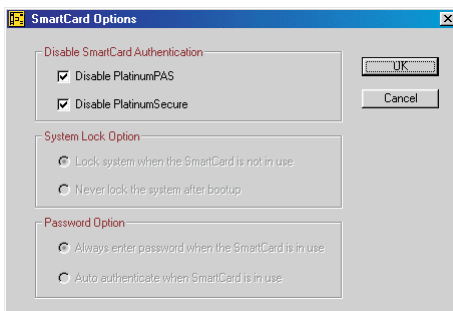 SmartCard Options
Disable SmartCard Authentication
Disable PlatinumPAS
Disable PlatinumSecure
OK
Cancel
System Lock Option
Lock system when the SmartCard is not in use
Never lock the system after bootup
Password Option
Always enter password when the SmartCard is in use
Auto authenticate when SmartCard is in use